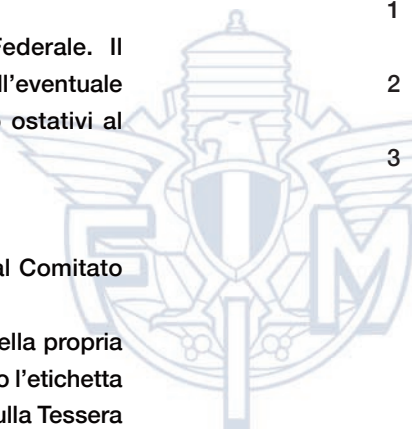 Federale. Il
ll'eventuale
ostativi al
al Comitato
ella propria
o l'etichetta
ulla Tessera
1
2
3
F M